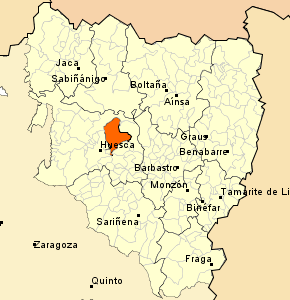 Jaca
Sabiñánigo
Boltaña
Aínsa
Huesca
Graus
Benabarre
Barbastro
Monzón
Tamarite de Li
Binéfar
Sariñena
Zaragoza
Fraga
Quinto